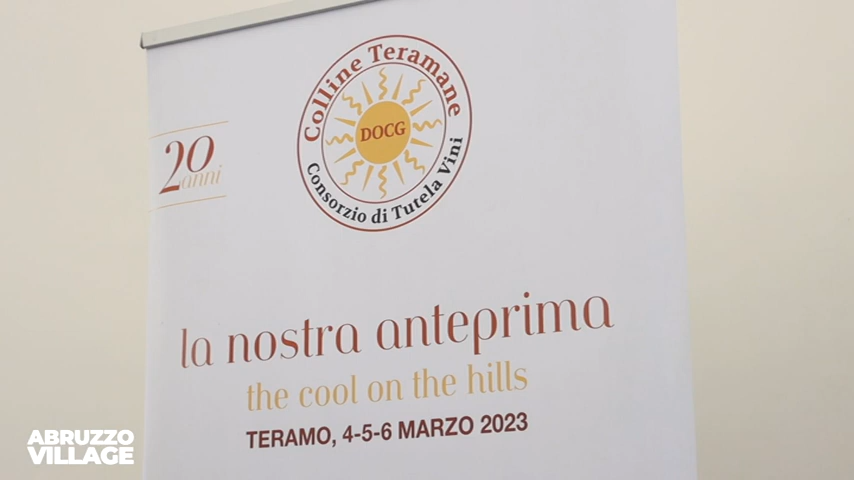 Colline Teramane
DOCG
Consorzio di Tutela Vini
20
anni
la nostra anteprima
the cool on the hills
TERAMO, 4-5-6 MARZO 2023
ABRUZZO
VILLAGE